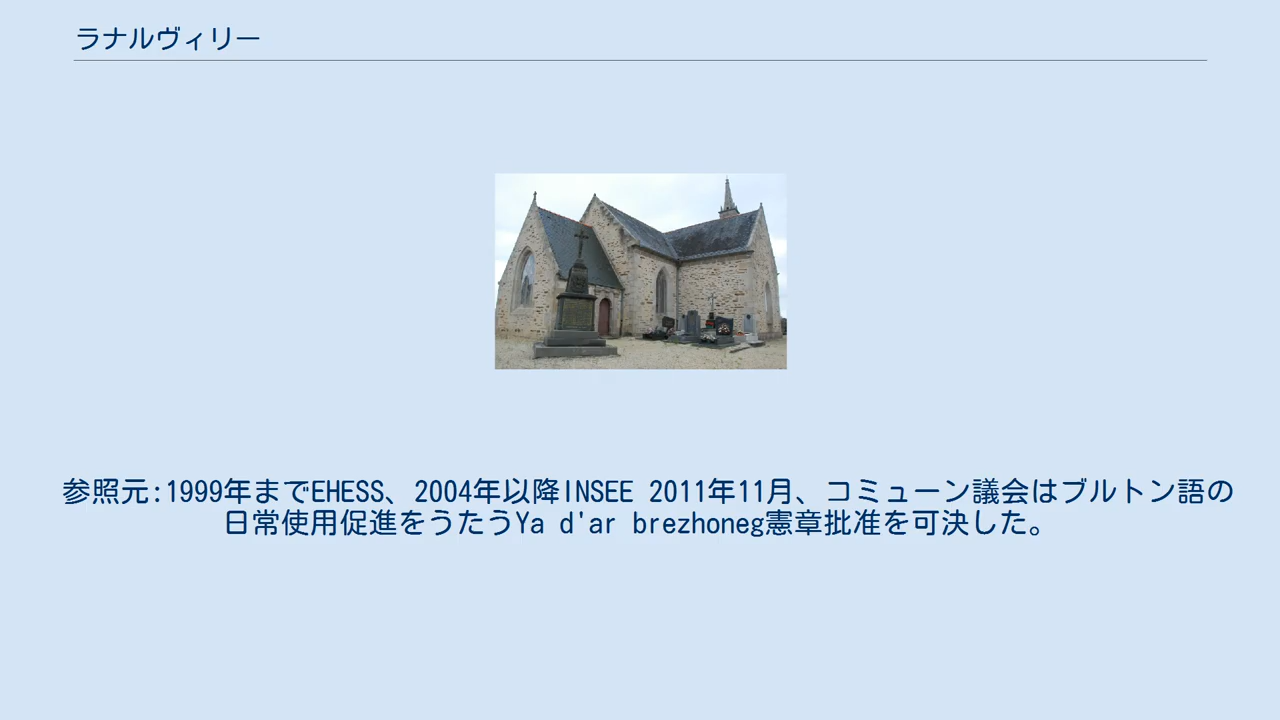 ラナルヴィリー
参照元:1999年までEHESS、2004年以降INSEE 2011年11月、コミューン議会はブルトン語の
日常使用促進をうたうYa d'ar brezhoneg憲章批准を可決した。